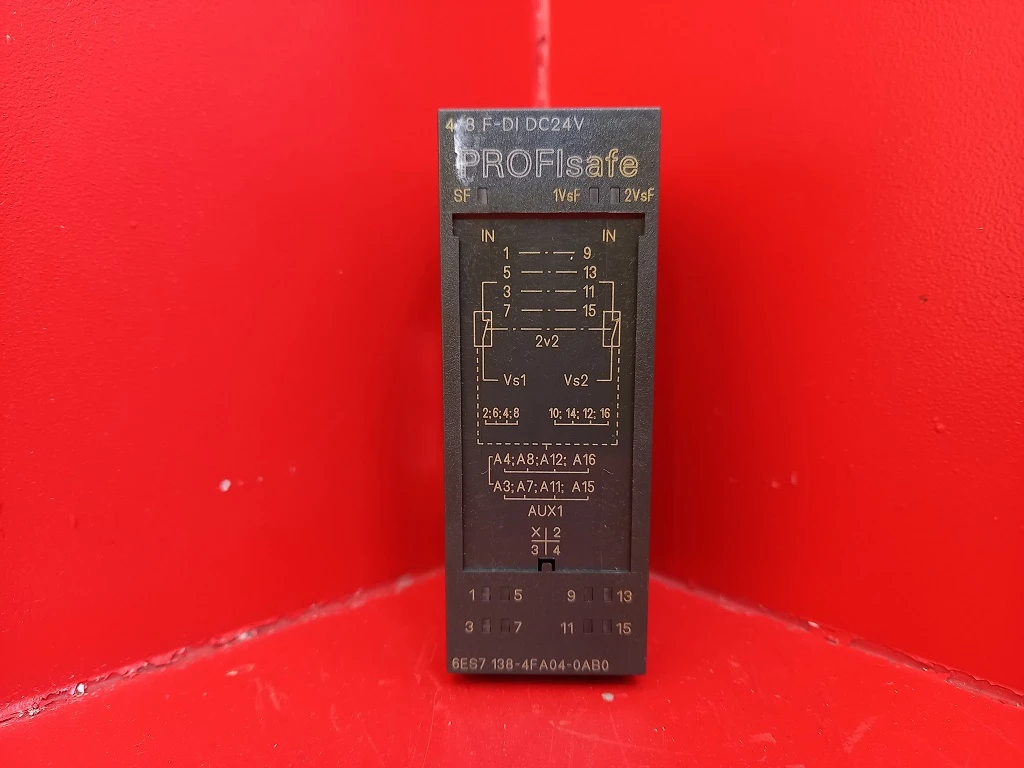 4/8 F-DI DC24V
PROFIsafe
SF 1VsF 2VsF
IN IN
1 9
5 13
3 11
7 15
2v2
Vs1 Vs2
2;6;4;8 10; 14; 12; 16
A4;A8;A12; A16
A3;A7;A11; A15
AUX1
X 2
3 4
1 5 9 13
3 7 11 15
6ES7 138-4FA04-0AB0